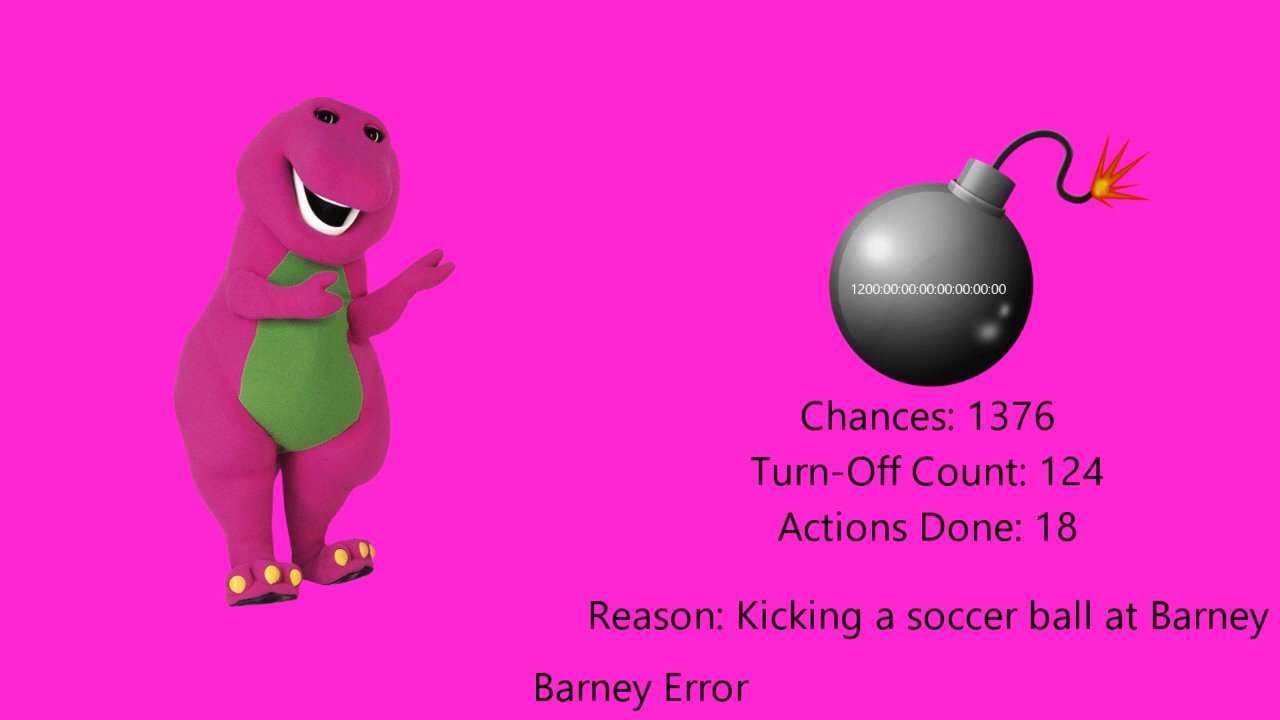 1200:00:00:00:00:00:00:00:00
Chances: 1376
Turn-Off Count: 124
Actions Done: 18
Reason: Kicking a soccer ball at Barney
Barney Error